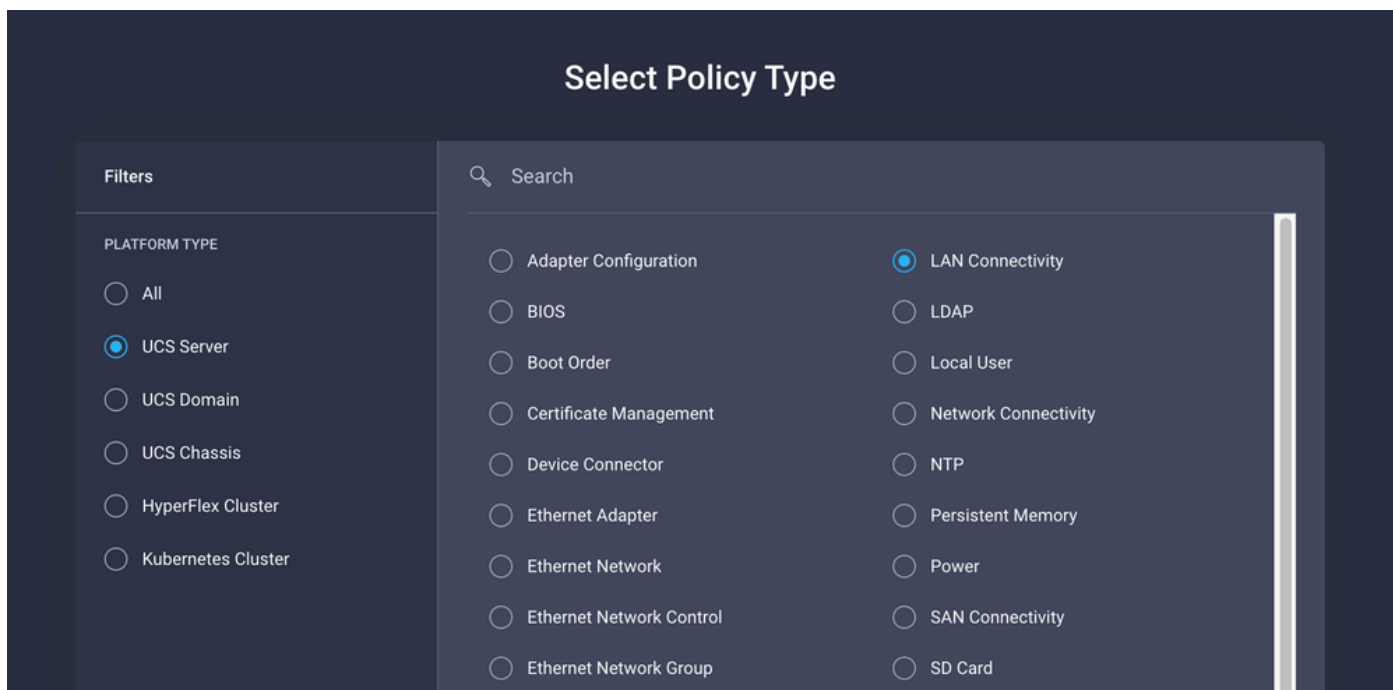 Select Policy Type
Filters
Search
PLATFORM TYPE
All
UCS Server
UCS Domain
UCS Chassis
HyperFlex Cluster
Kubernetes Cluster
Adapter Configuration
BIOS
Boot Order
Certificate Management
Device Connector
Ethernet Adapter
Ethernet Network
Ethernet Network Control
Ethernet Network Group
LAN Connectivity
LDAP
Local User
Network Connectivity
NTP
Persistent Memory
Power
SAN Connectivity
SD Card